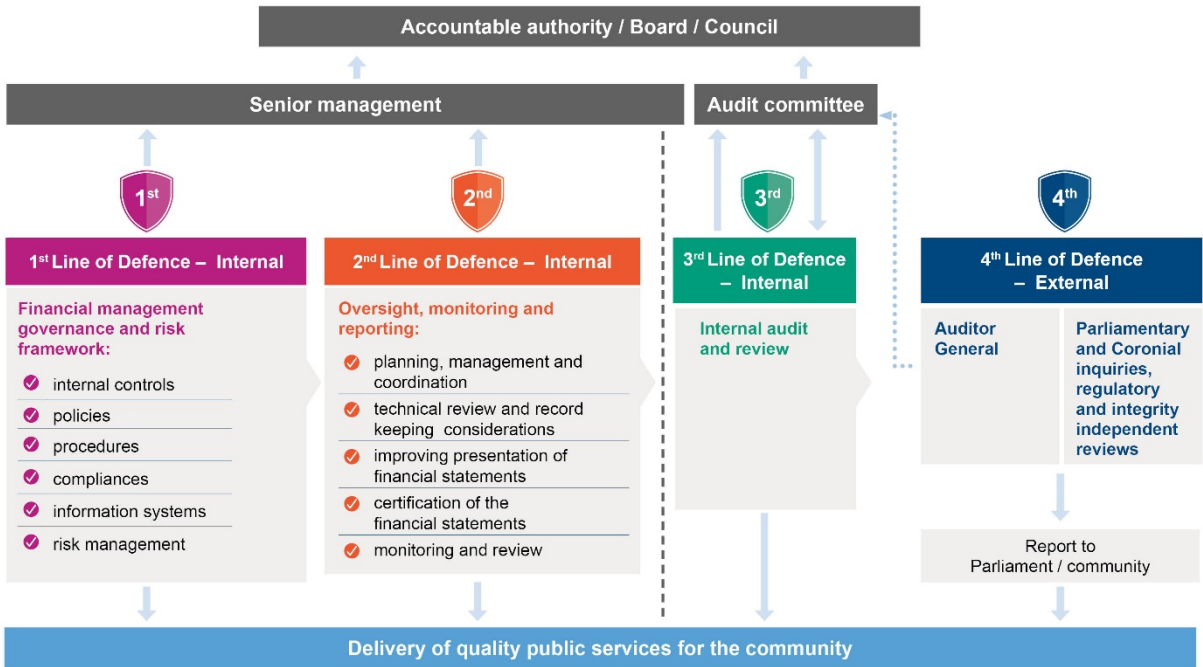 Accountable authority / Board / Council
Senior management
Audit committee
1st
2nd
3rd
4th
1st Line of Defence – Internal
Financial management
governance and risk
framework:
internal controls
policies
procedures
compliances
information systems
risk management
2nd Line of Defence – Internal
Oversight, monitoring and
reporting:
planning, management and
coordination
technical review and record
keeping considerations
improving presentation of
financial statements
certification of the
financial statements
monitoring and review
3rd Line of Defence
– Internal
Internal audit
and review
4th Line of Defence
– External
Auditor
General
Parliamentary
and Coronial
inquiries,
regulatory
and integrity
independent
reviews
Report to
Parliament / community
Delivery of quality public services for the community